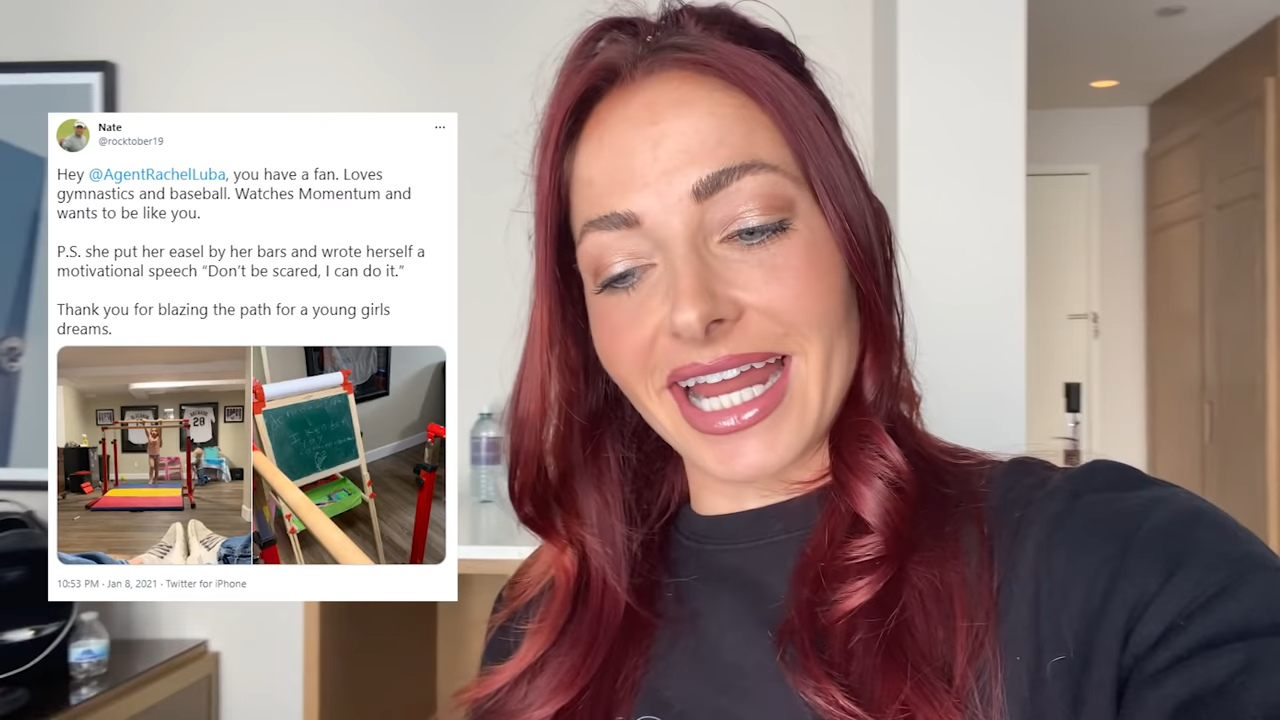 Nate
@rocktober19
Hey @AgentRachelLuba, you have a fan. Loves
gymnastics and baseball. Watches Momentum and
wants to be like you.
P.S. she put her easel by her bars and wrote herself a
motivational speech “Don’t be scared, I can do it.”
Thank you for blazing the path for a young girls
dreams.
28
10:53 PM · Jan 8, 2021 · Twitter for iPhone